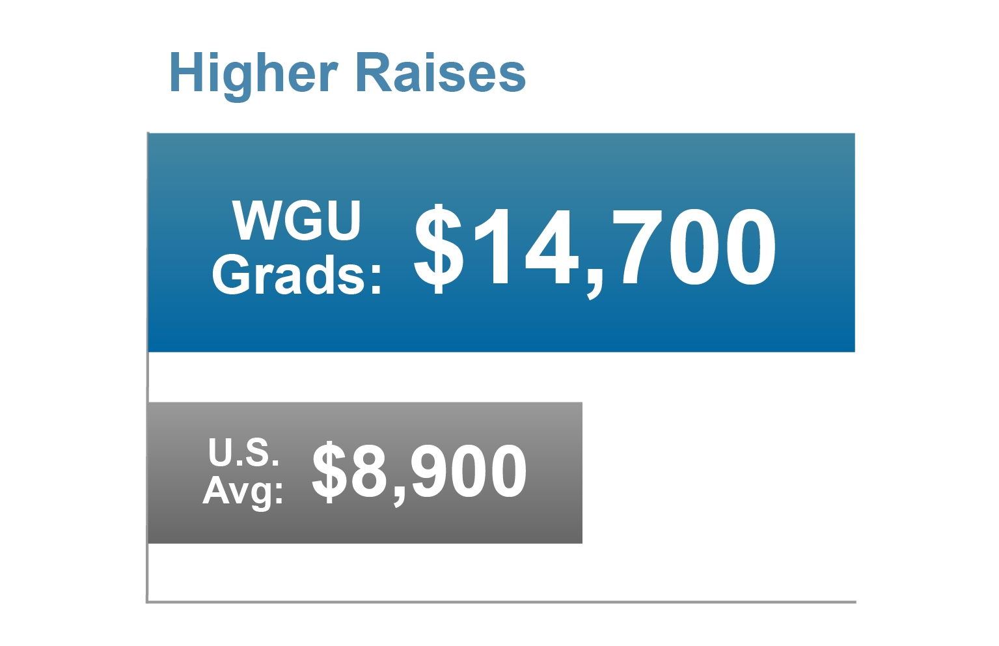 Higher Raises
WGU
Grads: $14,700
U.S.
Avg: $8,900